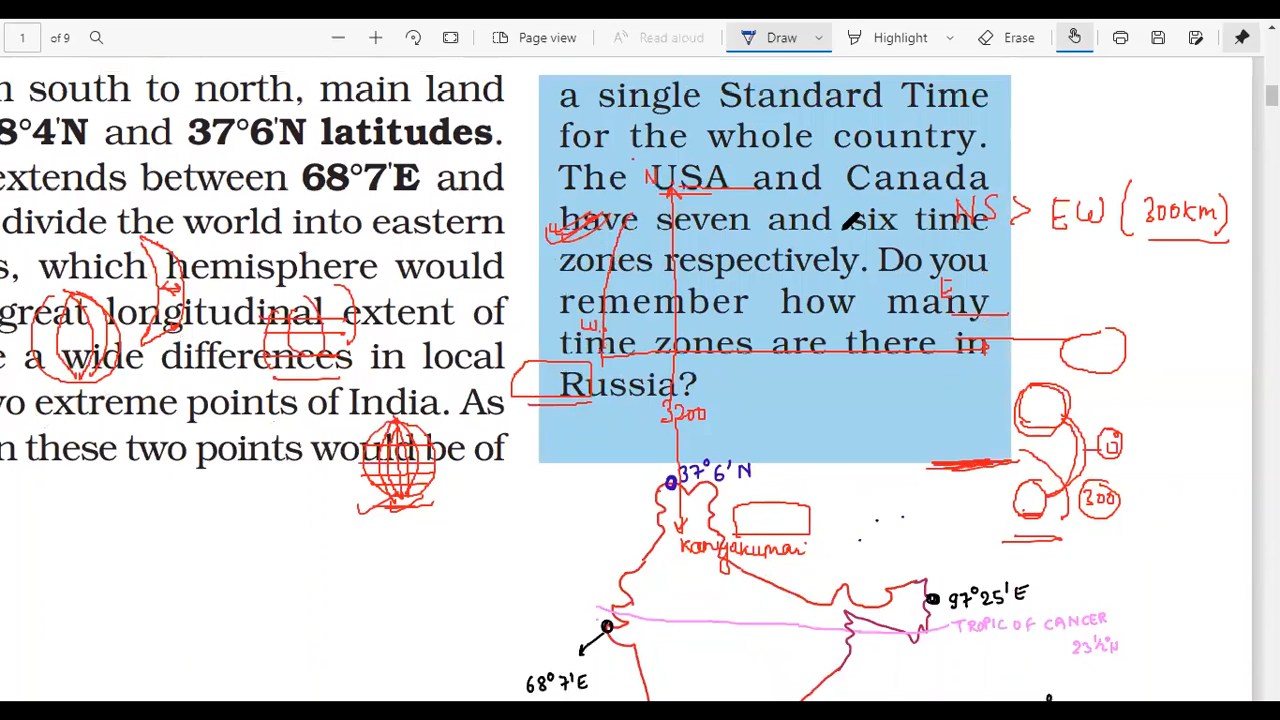 1 of 9 Page view Read aloud Draw Highlight Erase
n south to north, main land
8°4'N and 37°6'N latitudes.
extends between 68°7'E and
divide the world into eastern
s, which hemisphere would
great longitudinal extent of
e a wide differences in local
wo extreme points of India. As
n these two points would be of
a single Standard Time
for the whole country.
The USA and Canada
have seven and six time
zones respectively. Do you
remember how many
time zones are there in
Russia?
N
NS > EW (300km)
E
W
3200
300
37°6'N
Kanyakumari
97°25'E
TROPIC OF CANCER
23½°N
68°7'E